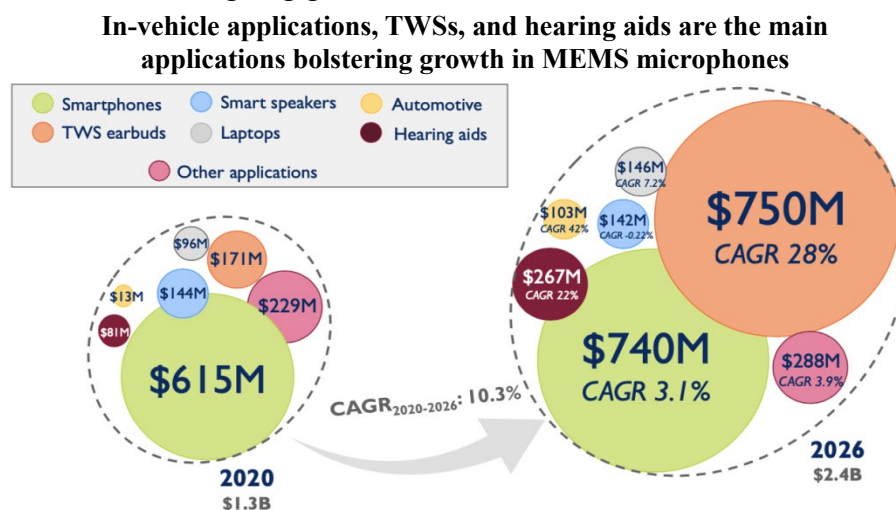 In-vehicle applications, TWSs, and hearing aids are the main
applications bolstering growth in MEMS microphones
Smartphones
Smart speakers
Automotive
TWS earbuds
Laptops
Hearing aids
Other applications
$96M
$171M
$13M
$144M
$229M
$81M
$615M
2020
$1.3B
CAGR2020-2026: 10.3%
$146M
CAGR 7.2%
$103M
CAGR 42%
$142M
CAGR -0.22%
$750M
CAGR 28%
$267M
CAGR 22%
$740M
CAGR 3.1%
$288M
CAGR 3.9%
2026
$2.4B